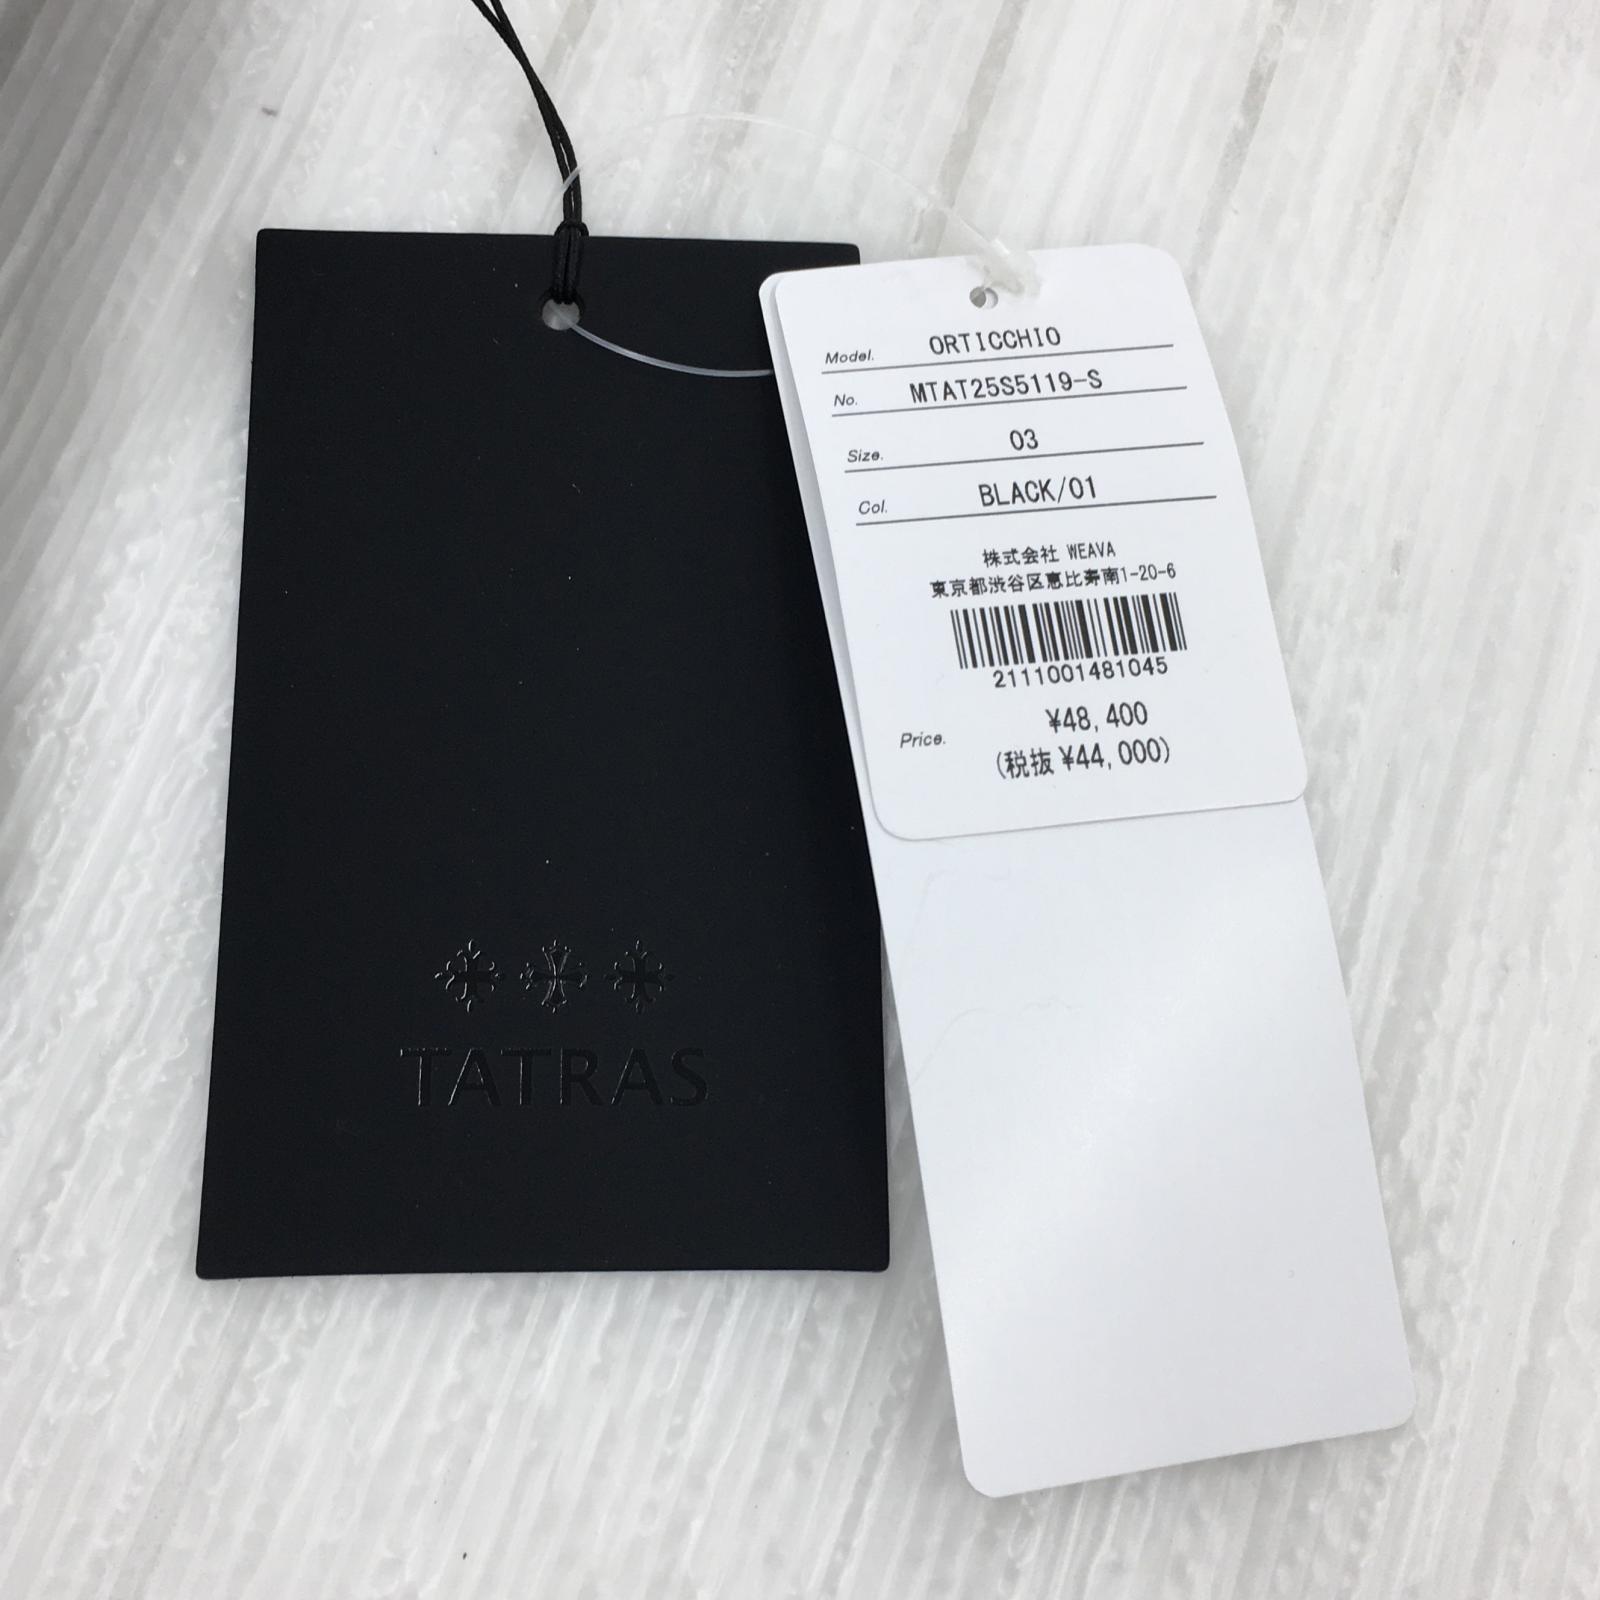 TATRAS
Model. ORTICCHIO
No. MTAT25S5119-S
Size. 03
Col. BLACK/01
株式会社 WEAVA
東京都渋谷区恵比寿南1-20-6
2111001481045
Price. ¥48,400
(税抜 ¥44,000)